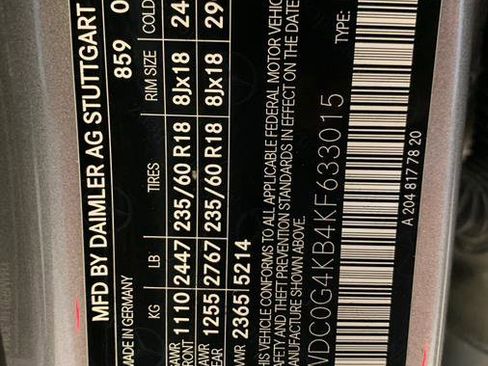 MFD BY DAIMLER AG STUTTGART
MADE IN GERMANY 859 0
KG LB TIRES RIM SIZE COLD
GAWR FRONT 1110 2447 235/60 R18 8Jx18 24
GAWR REAR 1255 2767 235/60 R18 8Jx18 29
GVWR 2365 5214
THIS VEHICLE CONFORMS TO ALL APPLICABLE FEDERAL MOTOR VEHIC
SAFETY AND THEFT PREVENTION STANDARDS IN EFFECT ON THE DATE
MANUFACTURE SHOWN ABOVE.
WDC0G4KB4KF633015 TYPE:
A 204 817 78 20